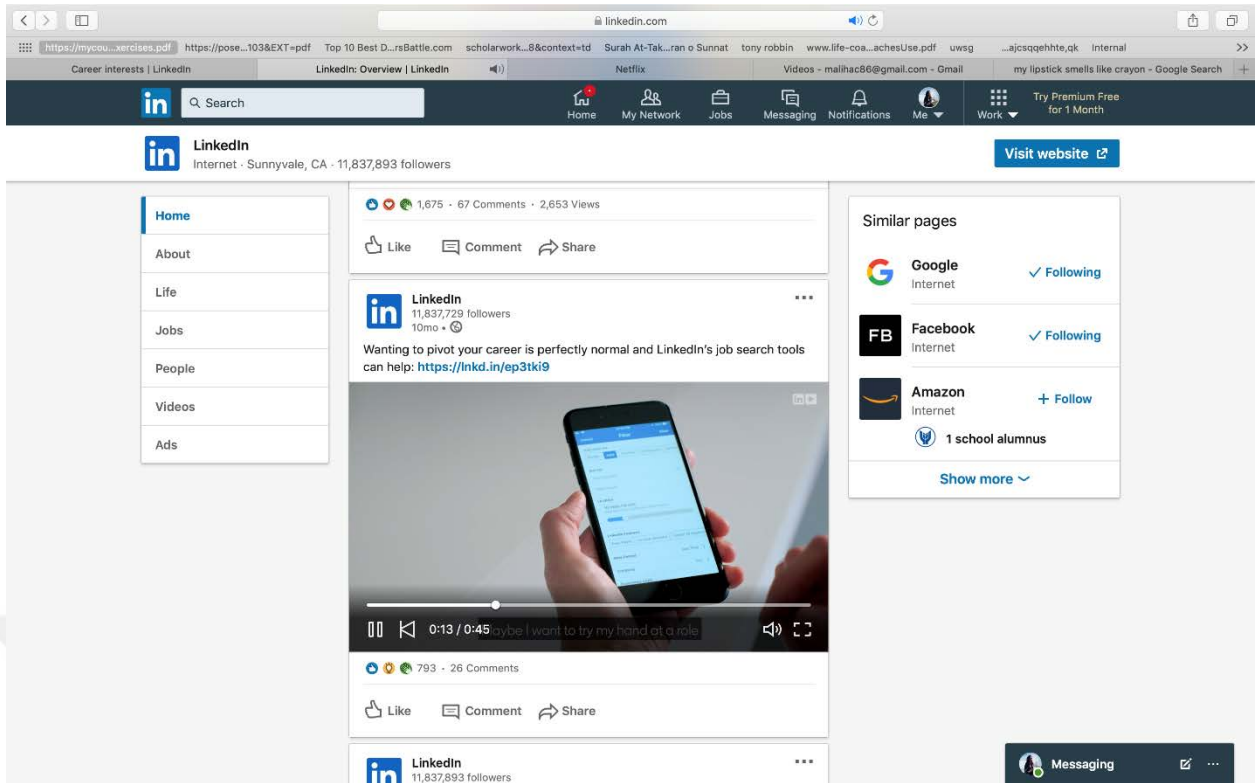 linkedin.com
https://mycou...xercises.pdf https://pose...103&EXT=pdf Top 10 Best D...rsBattle.com scholarwork...8&context=td Surah At-Tak...ran o Sunnat tony robbin www.life-coa...achesUse.pdf uwsg ...ajcsqqehhte,qk Internal >>
Career interests | LinkedIn LinkedIn: Overview | LinkedIn Netflix Videos - malihac86@gmail.com - Gmail my lipstick smells like crayon - Google Search +
in Search Home My Network Jobs Messaging Notifications Me Work Try Premium Free
for 1 Month
in LinkedIn
Internet · Sunnyvale, CA · 11,837,893 followers
Visit website
Home
About
Life
Jobs
People
Videos
Ads
1,675 · 67 Comments · 2,653 Views
Like Comment Share
in LinkedIn
11,837,729 followers
10mo •
Wanting to pivot your career is perfectly normal and LinkedIn's job search tools
can help: https://lnkd.in/ep3tki9
in
0:13 / 0:45 aybe I want to try my hand at a role
793 · 26 Comments
Like Comment Share
in LinkedIn
11,837,893 followers
Similar pages
Google
Internet
Following
FB Facebook
Internet
Following
Amazon
Internet
+ Follow
1 school alumnus
Show more
Messaging